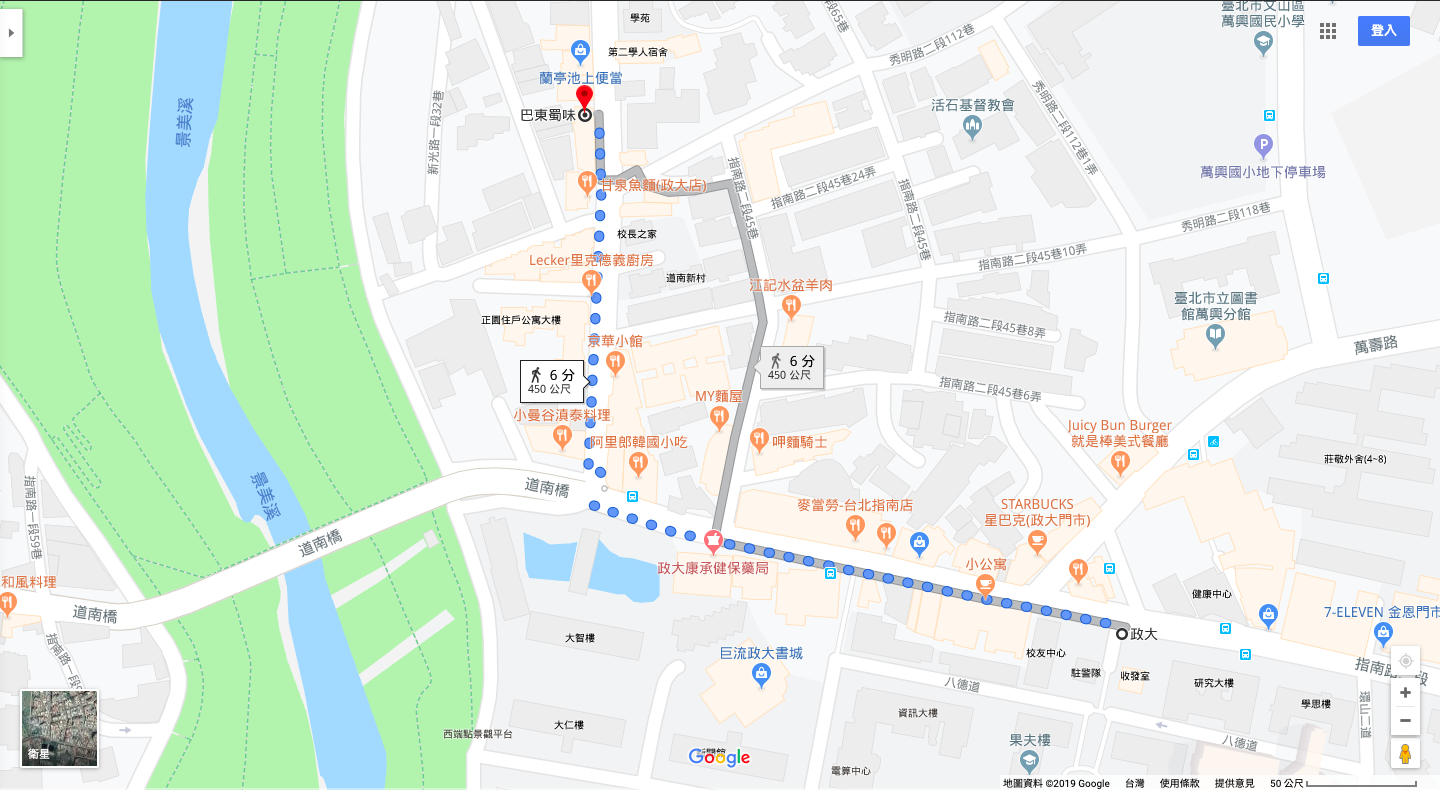 臺北市文山區
萬興國民小學
登入
學苑
第二學人宿舍
秀明路二段112巷
蘭亭池上便當
巴東蜀味
新光路一段32巷
景美溪
活石基督教會
秀明路二段112巷1弄
萬興國小地下停車場
甘泉魚麵(政大店)
指南路二段45巷
指南路二段45巷24弄
指南路二段45巷
秀明路二段118巷
校長之家
Lecker里克德義廚房
道南新村
指南路二段45巷10弄
江記水盆羊肉
臺北市立圖書
館萬興分館
正園住戶公寓大樓
指南路二段45巷8弄
京華小館
萬壽路
6 分
450 公尺
6 分
450 公尺
指南路二段45巷6弄
MY麵屋
小曼谷滇泰料理
阿里郎韓國小吃
呷麵騎士
Juicy Bun Burger
就是棒美式餐廳
莊敬外舍(4~8)
景美溪
道南橋
指南路一段59巷
道南橋
麥當勞-台北指南店
STARBUCKS
星巴克(政大門市)
政大康承健保藥局
小公寓
和風料理
道南橋
健康中心
7-ELEVEN 金恩門市
政大
大智樓
巨流政大書城
校友中心
駐警隊
收發室
研究大樓
八德道
學思樓
環山二道
資訊大樓
大仁樓
西端點景觀平台
果夫樓
八德道
電算中心
衛星
Google
地圖資料 ©2019 Google
台灣
使用條款
提供意見
50 公尺